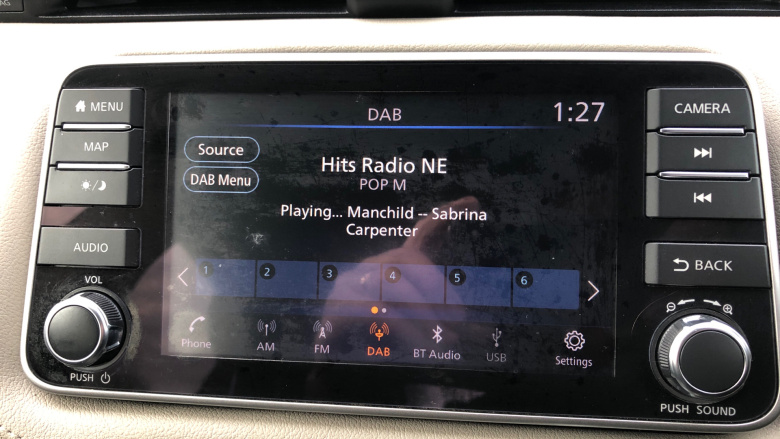 MENU
MAP
AUDIO
VOL
PUSH
DAB
1:27
Source
DAB Menu
Hits Radio NE
POP M
Playing... Manchild -- Sabrina
Carpenter
1 2 3 4 5 6
Phone AM FM DAB BT Audio USB Settings
CAMERA
BACK
PUSH SOUND